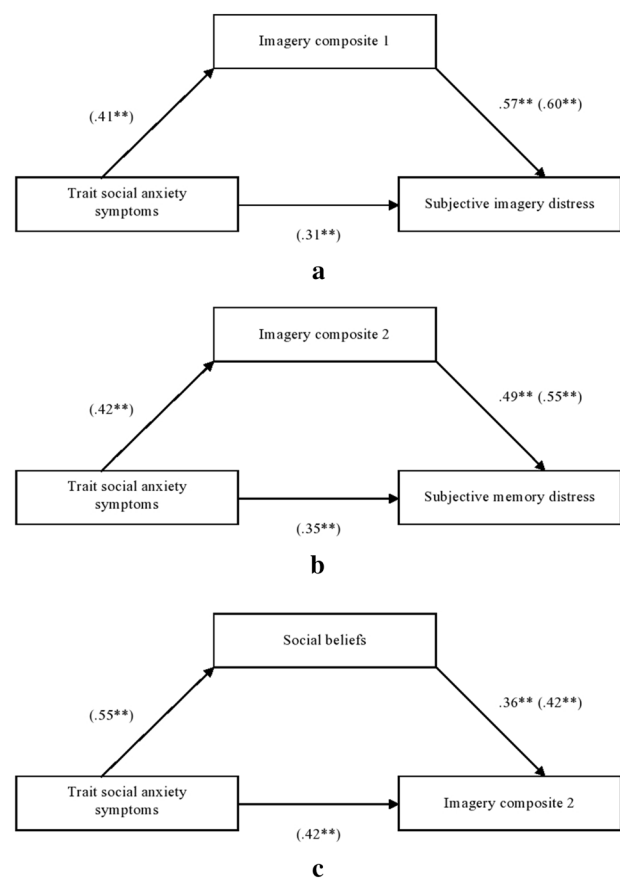 Imagery composite 1
.57** (.60**)
(.41**)
Trait social anxiety
symptoms
Subjective imagery distress
(.31**)
a
Imagery composite 2
.49** (.55**)
(.42**)
Trait social anxiety
symptoms
Subjective memory distress
(.35**)
b
Social beliefs
.36** (.42**)
(.55**)
Trait social anxiety
symptoms
Imagery composite 2
(.42**)
c